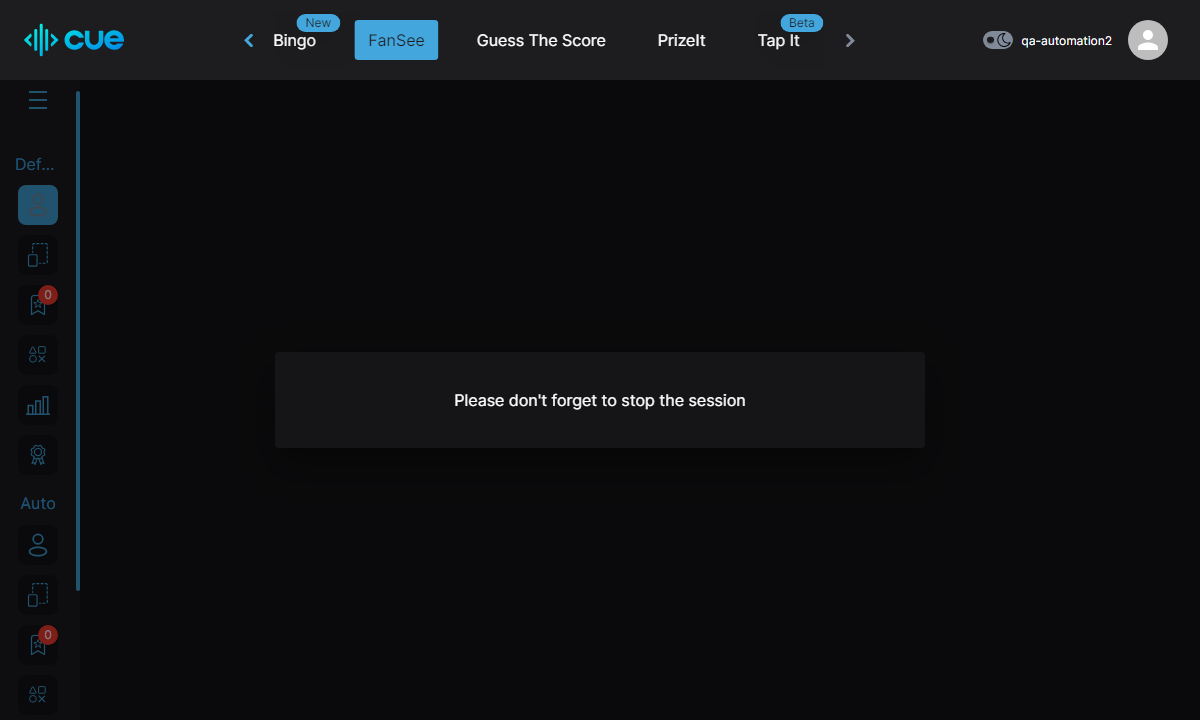 cue
New
Bingo
FanSee
Guess The Score
PrizeIt
Beta
Tap It
qa-automation2
Def...
0
Please don't forget to stop the session
Auto
0